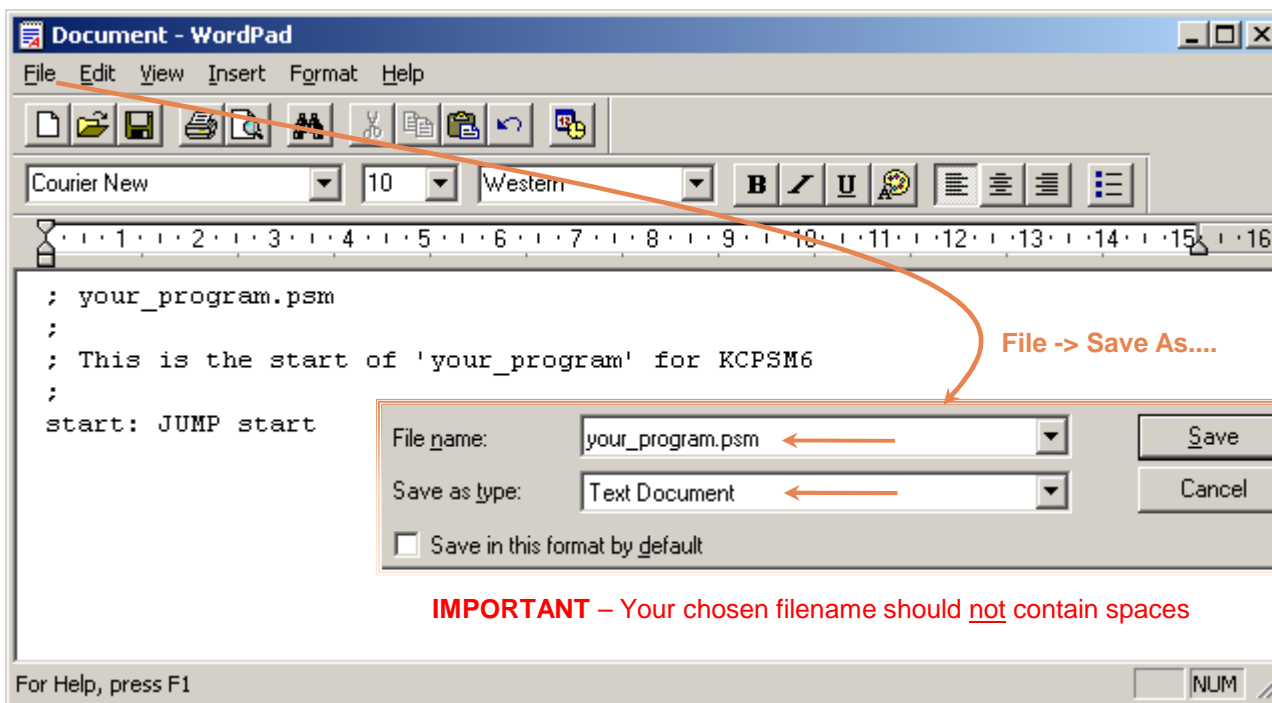 Document - WordPad
File Edit View Insert Format Help
Courier New 10 Western B / U
1 2 3 4 5 6 7 8 9 10 11 12 13 14 15 16
; your_program.psm
;
; This is the start of 'your_program' for KCPSM6
;
start: JUMP start
File -> Save As....
File name: your_program.psm Save
Save as type: Text Document Cancel
Save in this format by default
IMPORTANT – Your chosen filename should not contain spaces
For Help, press F1 NUM